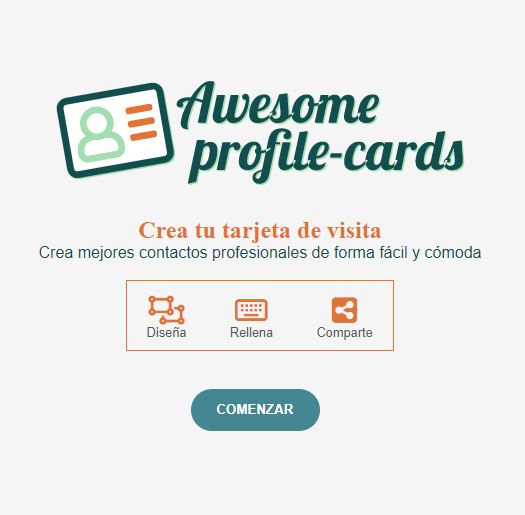 Awesome
profile-cards
Crea tu tarjeta de visita
Crea mejores contactos profesionales de forma fácil y cómoda
Diseña Rellena Comparte
COMENZAR